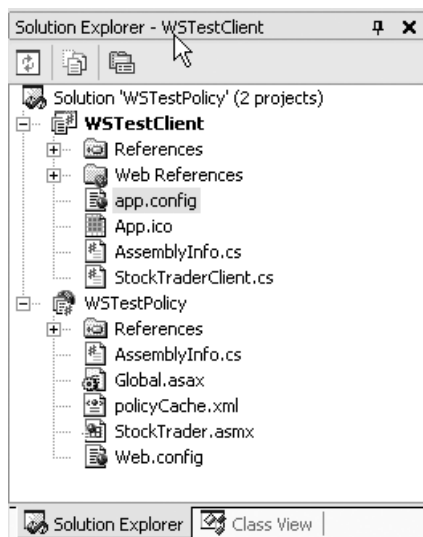 Solution Explorer - WSTestClient
Solution 'WSTestPolicy' (2 projects)
WSTestClient
References
Web References
app.config
App.ico
AssemblyInfo.cs
StockTraderClient.cs
WSTestPolicy
References
AssemblyInfo.cs
Global.asax
policyCache.xml
StockTrader.asmx
Web.config
Solution Explorer Class View